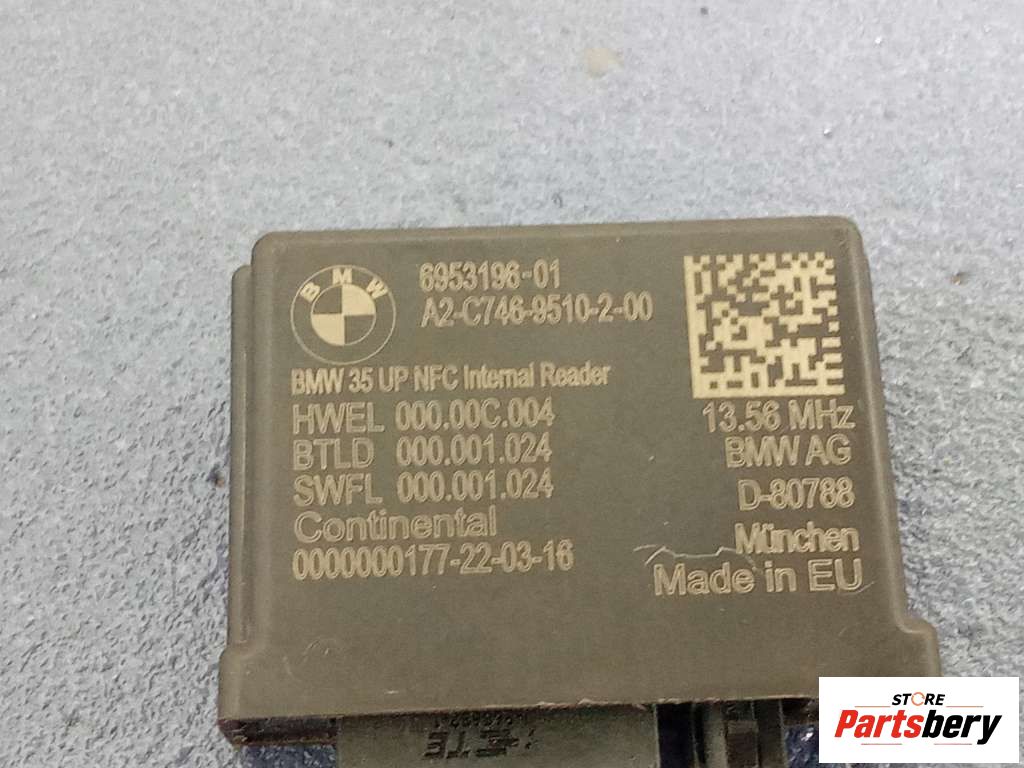 BMW
6953196-01
A2-C746-9510-2-00
BMW 35 UP NFC Internal Reader
HWEL 000.00C.004
BTLD 000.001.024
SWFL 000.001.024
Continental
0000000177-22-03-16
13.56 MHz
BMW AG
D-80788
München
Made in EU
STORE
Partsbery